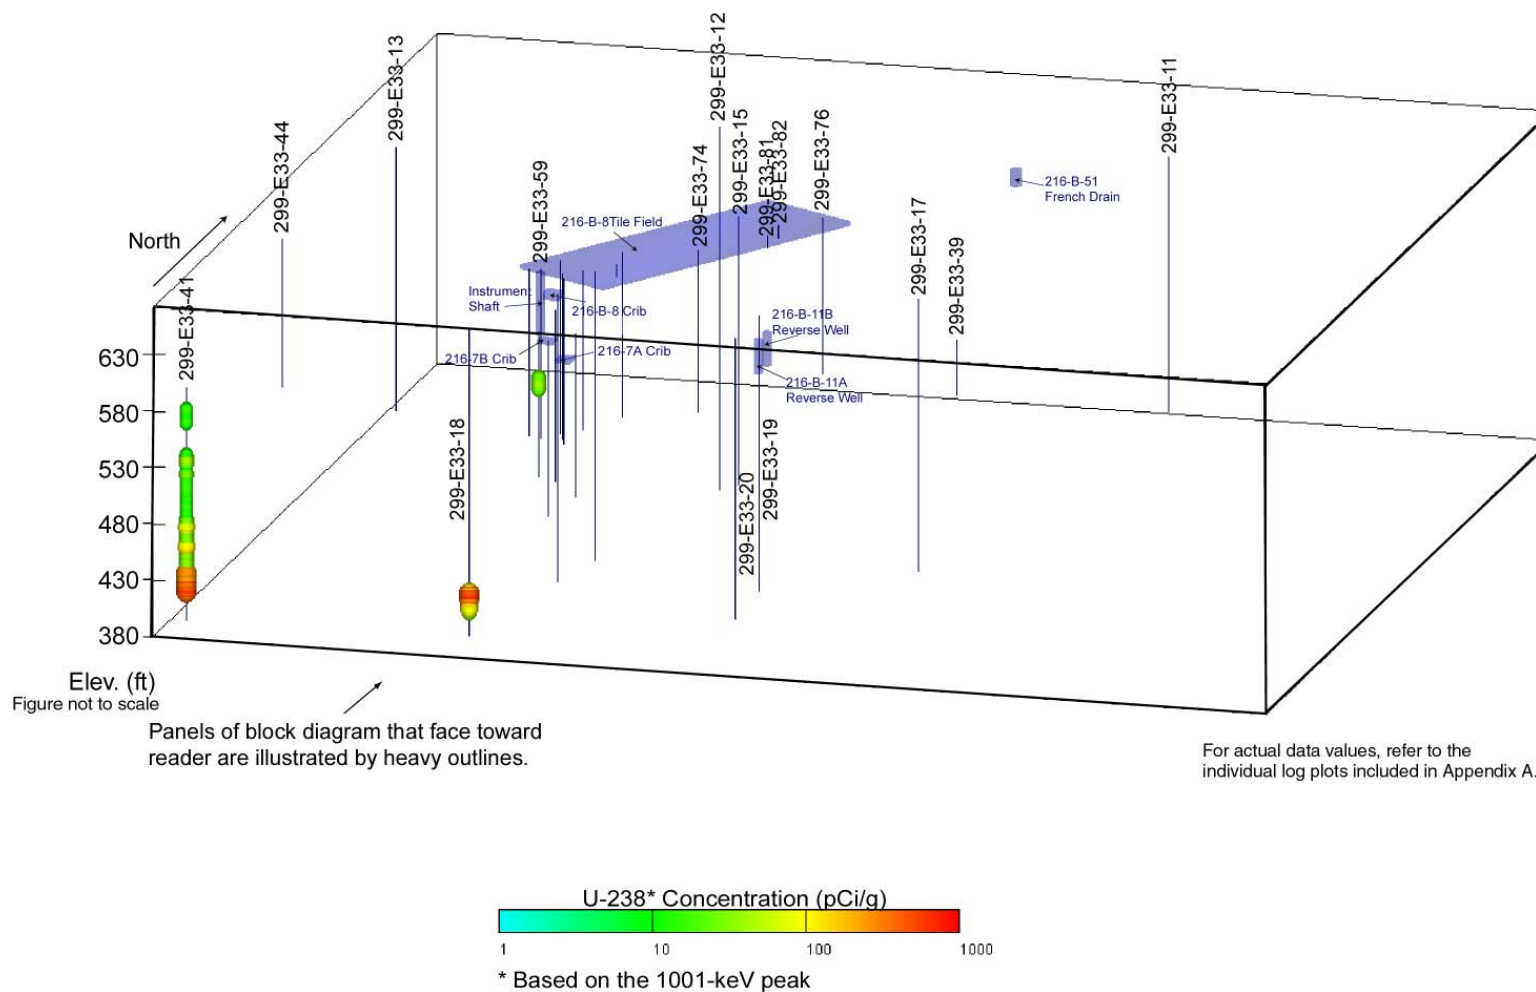 299-E33-12
299-E33-13
299-E33-11
299-E33-44
299-E33-15
299-E33-76
299-E33-81
299-E33-82
299-E33-74
299-E33-59
216-B-51
French Drain
299-E33-17
216-B-8Tile Field
North
299-E33-39
299-E33-41
Instrument
Shaft
216-B-8 Crib
216-B-11B
Reverse Well
216-7B Crib
216-7A Crib
216-B-11A
Reverse Well
299-E33-18
299-E33-19
299-E33-20
630
580
530
480
430
380
Elev. (ft)
Figure not to scale
Panels of block diagram that face toward
reader are illustrated by heavy outlines.
For actual data values, refer to the
individual log plots included in Appendix A.
U-238* Concentration (pCi/g)
1 10 100 1000
* Based on the 1001-keV peak